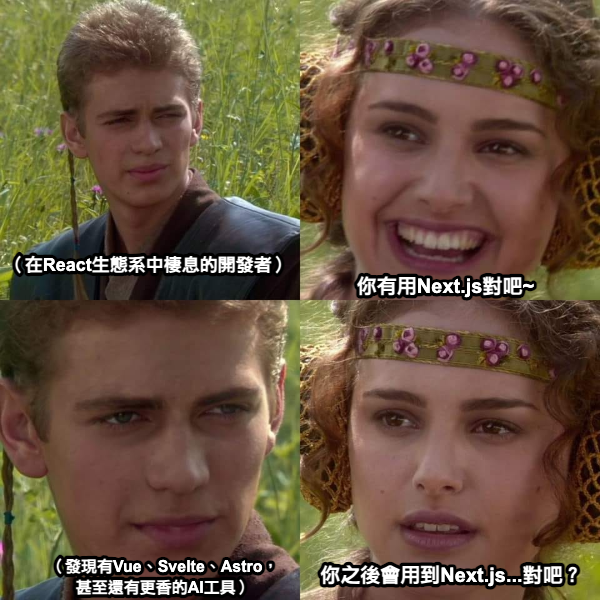 （在React生態系中棲息的開發者）
你有用Next.js對吧~
（發現有Vue、Svelte、Astro，
甚至還有更香的AI工具）
你之後會用到Next.js...對吧？